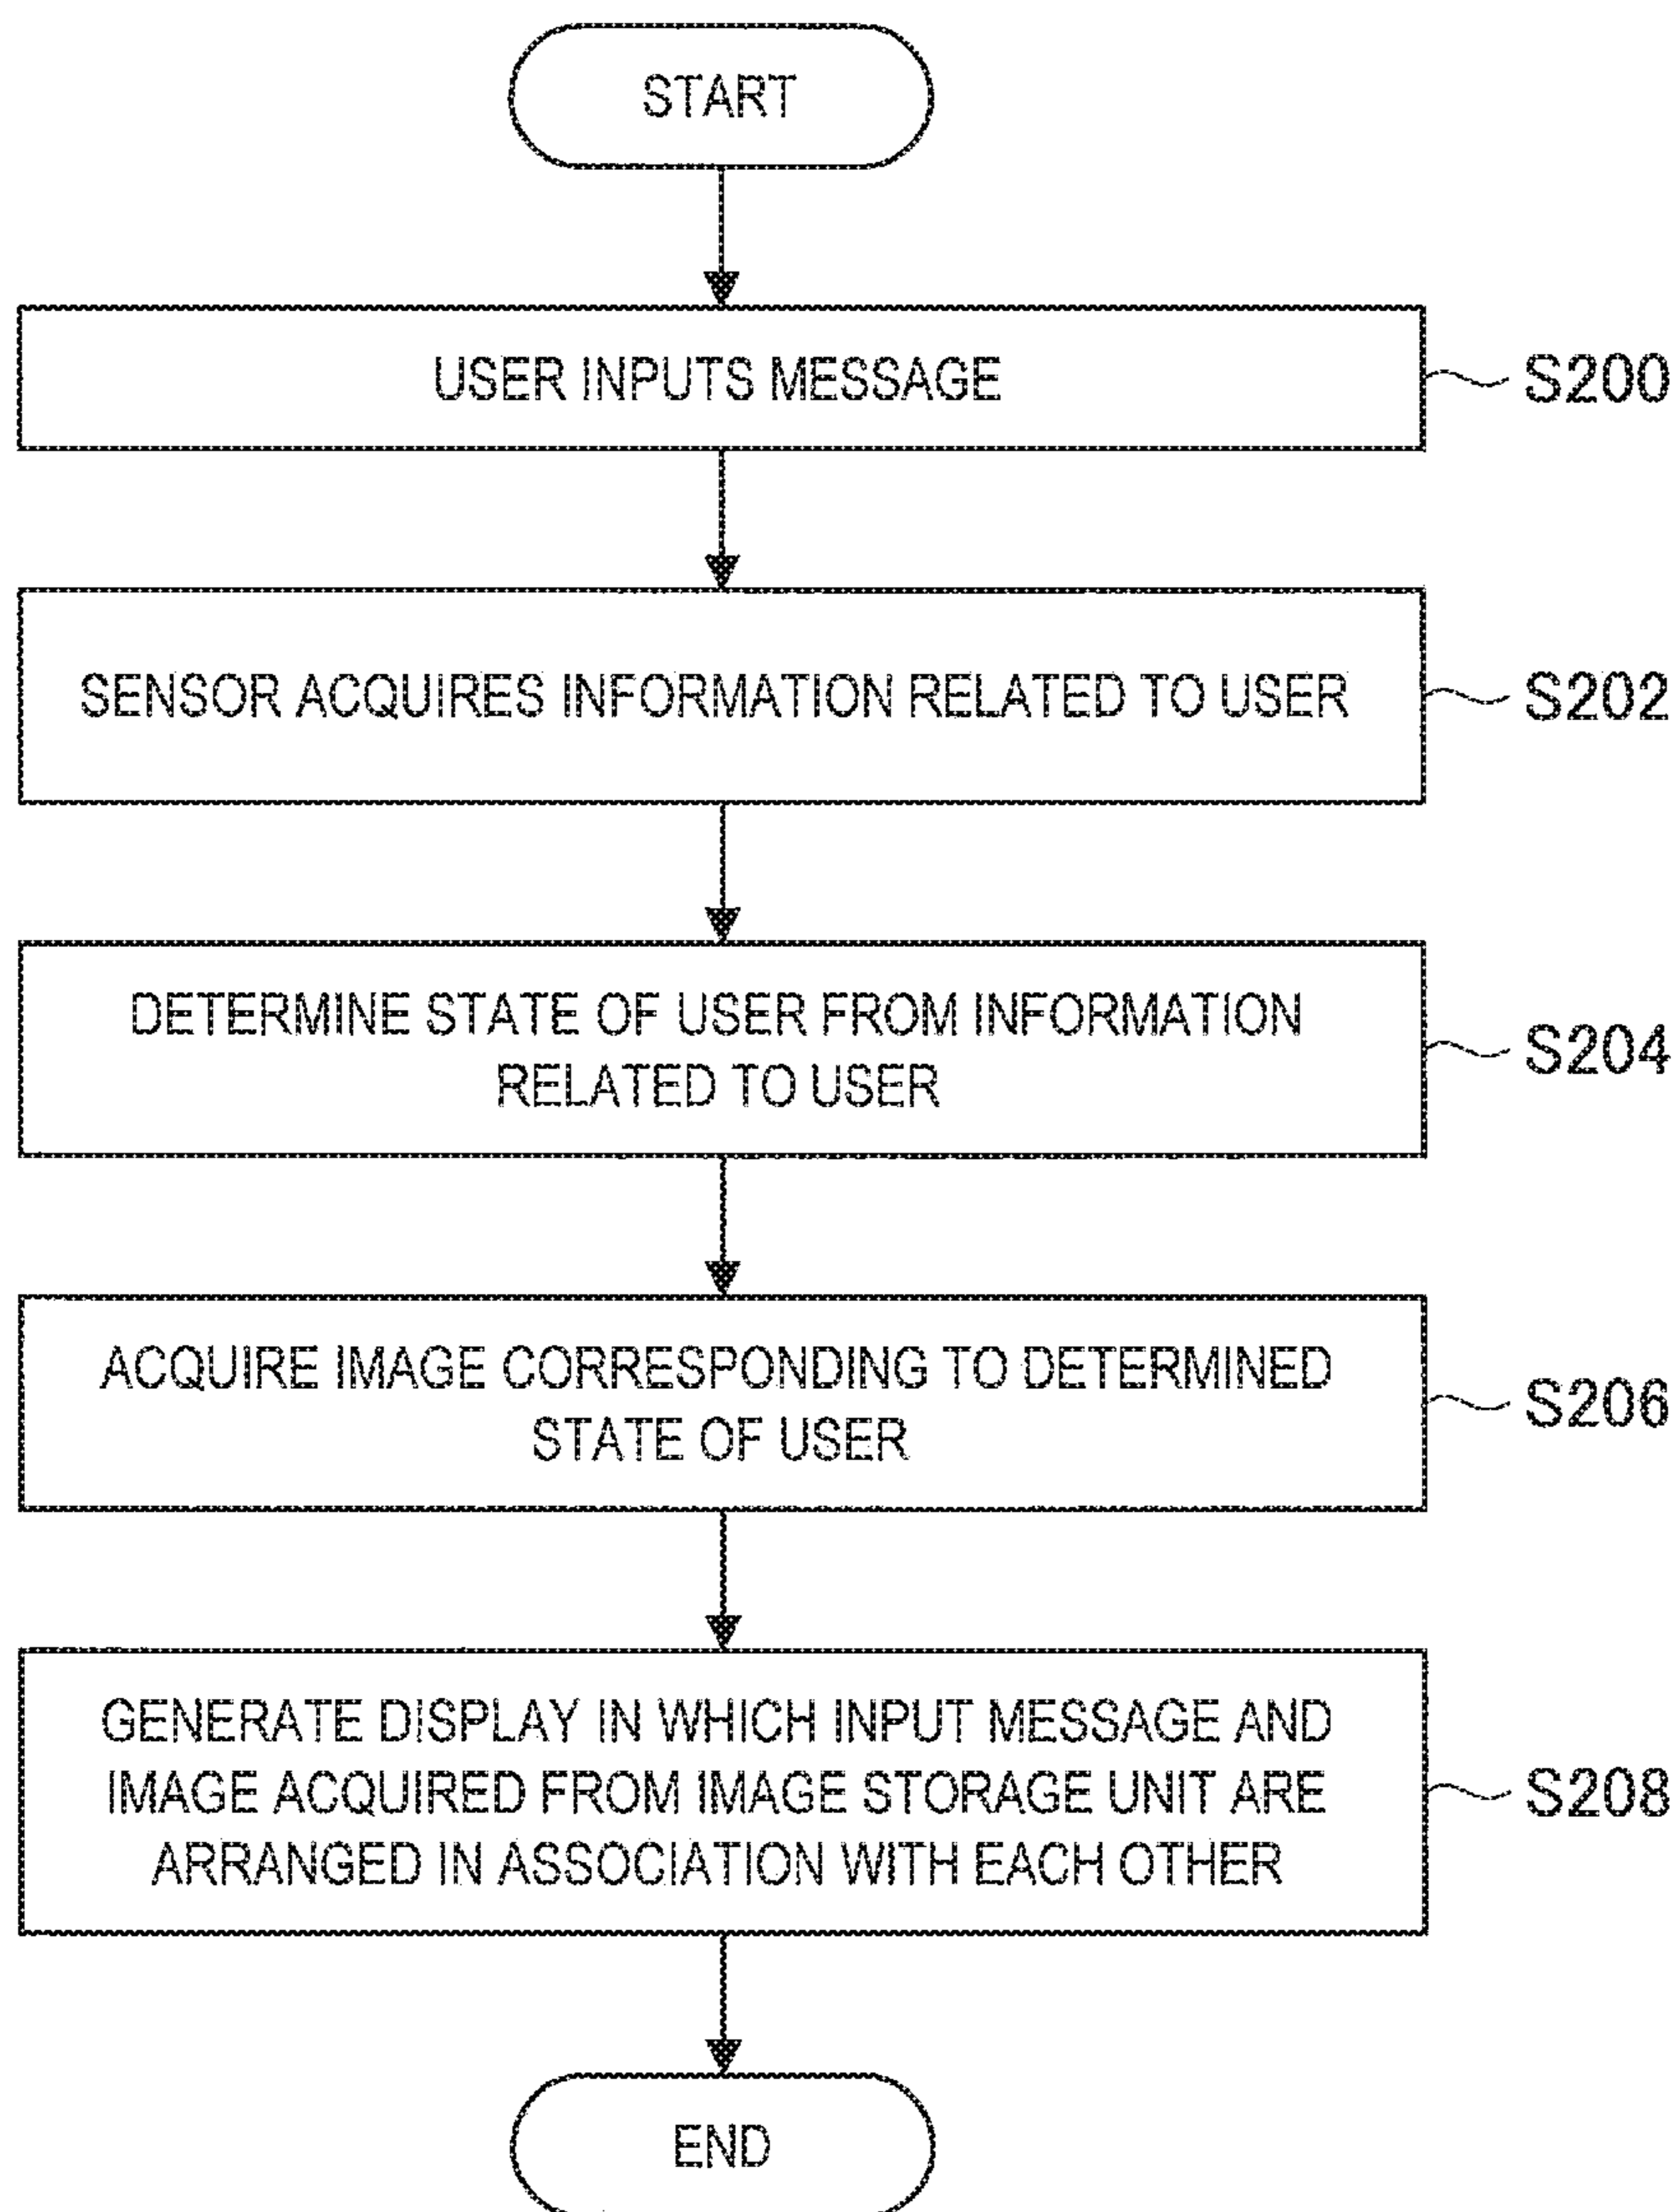 START
USER INPUTS MESSAGE
S200
SENSOR ACQUIRES INFORMATION RELATED TO USER
S202
DETERMINE STATE OF USER FROM INFORMATION
RELATED TO USER
S204
ACQUIRE IMAGE CORRESPONDING TO DETERMINED
STATE OF USER
S206
GENERATE DISPLAY IN WHICH INPUT MESSAGE AND
IMAGE ACQUIRED FROM IMAGE STORAGE UNIT ARE
ARRANGED IN ASSOCIATION WITH EACH OTHER
S208
END